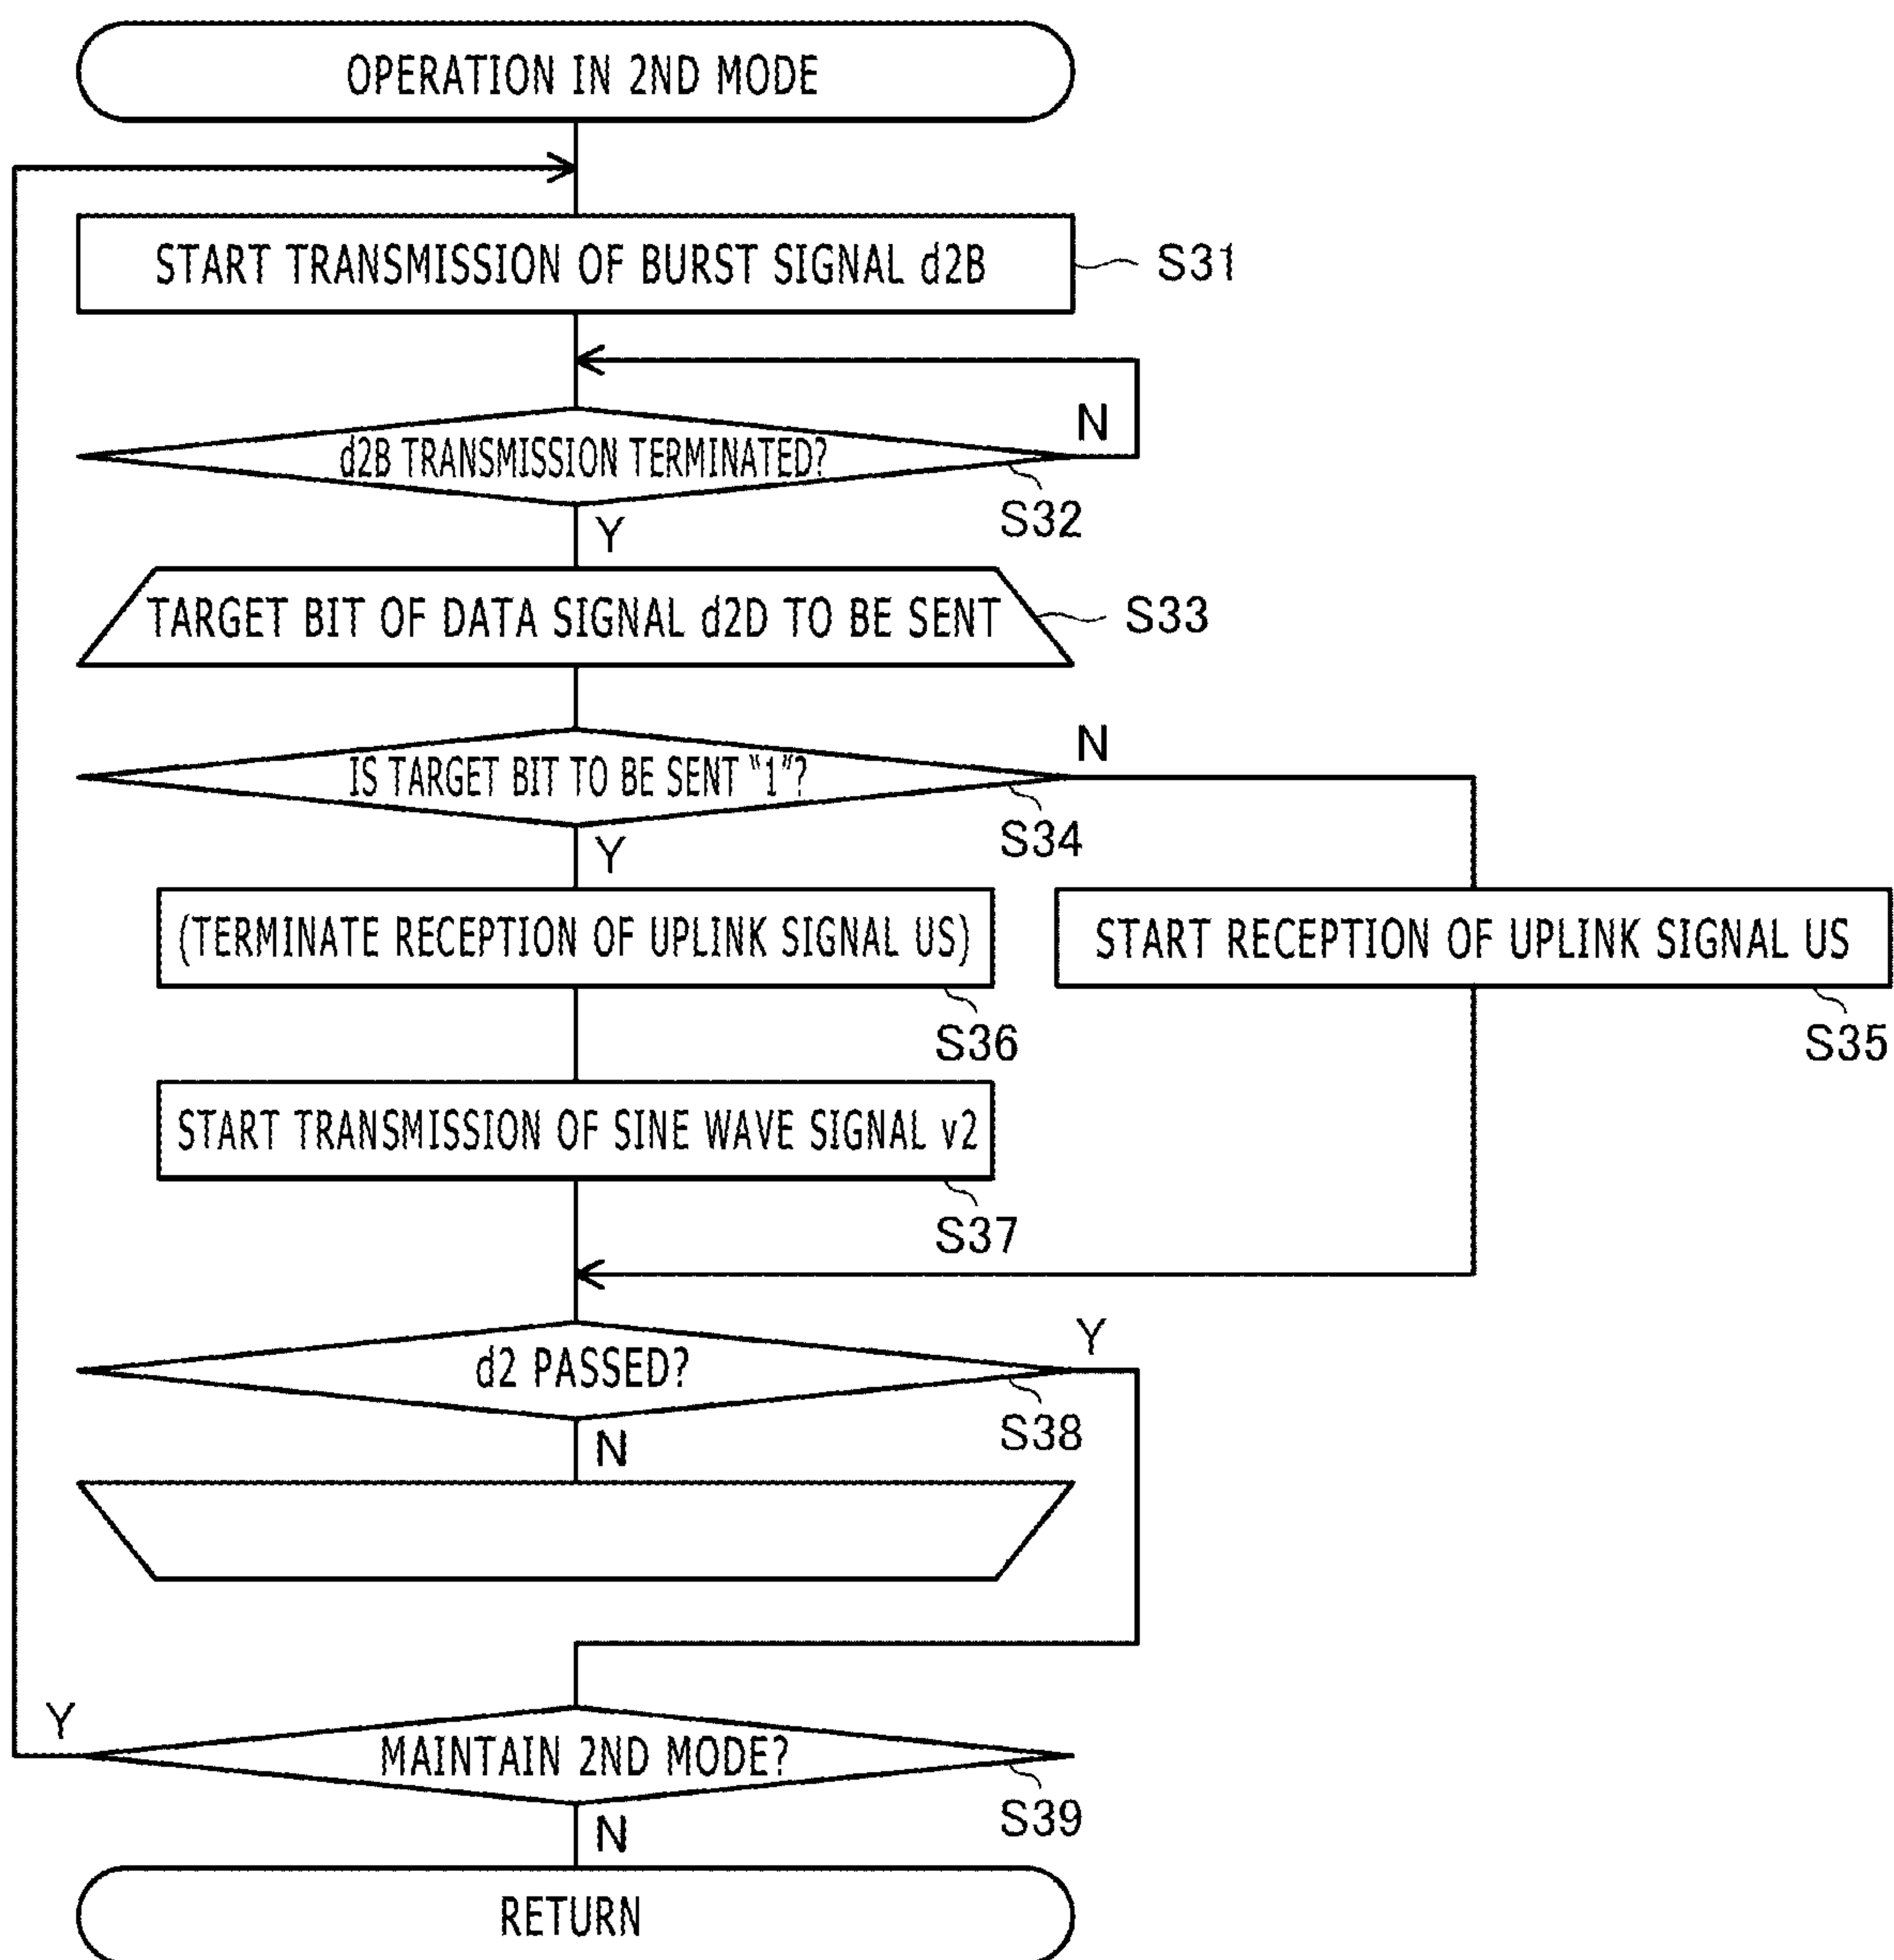 OPERATION IN 2ND MODE
START TRANSMISSION OF BURST SIGNAL d2B
S31
N
d2B TRANSMISSION TERMINATED?
S32
Y
TARGET BIT OF DATA SIGNAL d2D TO BE SENT
S33
N
IS TARGET BIT TO BE SENT “1”?
S34
Y
(TERMINATE RECEPTION OF UPLINK SIGNAL US)
START RECEPTION OF UPLINK SIGNAL US
S36
S35
START TRANSMISSION OF SINE WAVE SIGNAL v2
S37
Y
d2 PASSED?
S38
N
Y
MAINTAIN 2ND MODE?
S39
N
RETURN